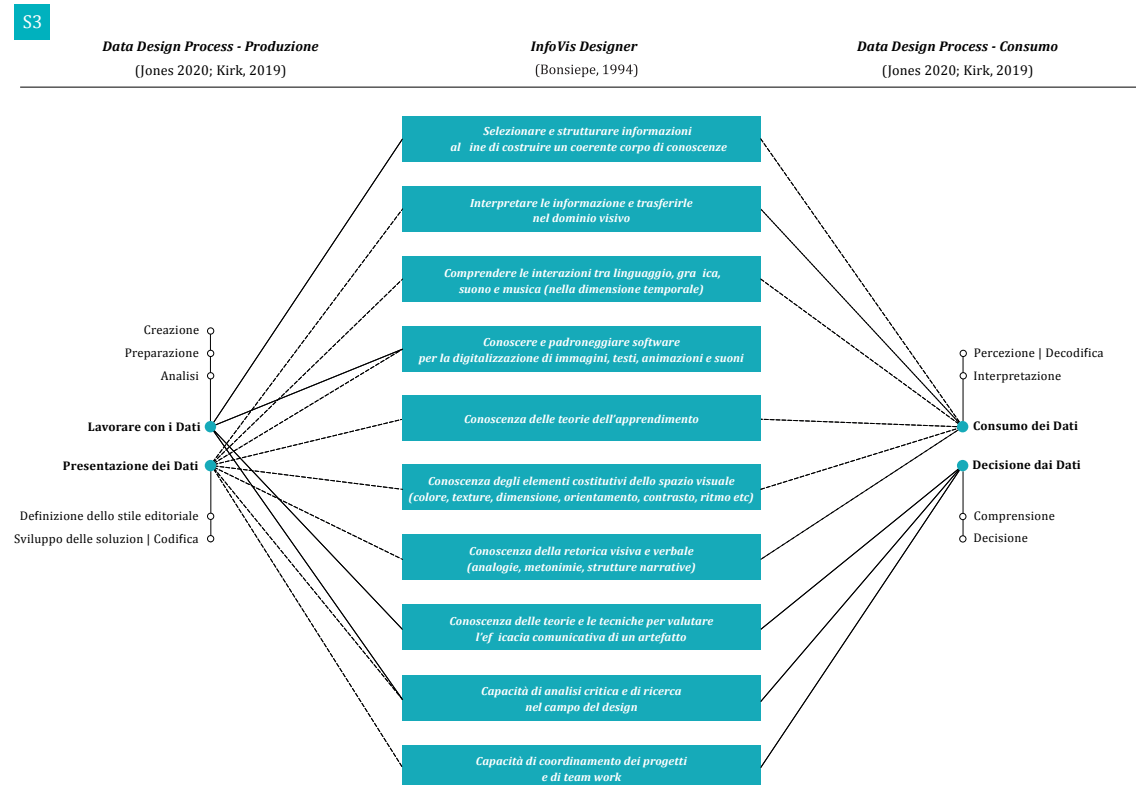 S3
Data Design Process - Produzione
(Jones 2020; Kirk, 2019)
InfoVis Designer
(Bonsiepe, 1994)
Data Design Process - Consumo
(Jones 2020; Kirk, 2019)
Selezionare e strutturare informazioni
al ine di costruire un coerente corpo di conoscenze
Interpretare le informazione e trasferirle
nel dominio visivo
Comprendere le interazioni tra linguaggio, gra ica,
suono e musica (nella dimensione temporale)
Conoscere e padroneggiare software
per la digitalizzazione di immagini, testi, animazioni e suoni
Conoscenza delle teorie dell'apprendimento
Conoscenza degli elementi costitutivi dello spazio visuale
(colore, texture, dimensione, orientamento, contrasto, ritmo etc)
Conoscenza della retorica visiva e verbale
(analogie, metonimie, strutture narrative)
Conoscenza delle teorie e le tecniche per valutare
l'ef icacia comunicativa di un artefatto
Capacità di analisi critica e di ricerca
nel campo del design
Capacità di coordinamento dei progetti
e di team work
Creazione
Preparazione
Analisi
Lavorare con i Dati
Presentazione dei Dati
Definizione dello stile editoriale
Sviluppo delle soluzion | Codifica
Percezione | Decodifica
Interpretazione
Consumo dei Dati
Decisione dai Dati
Comprensione
Decisione